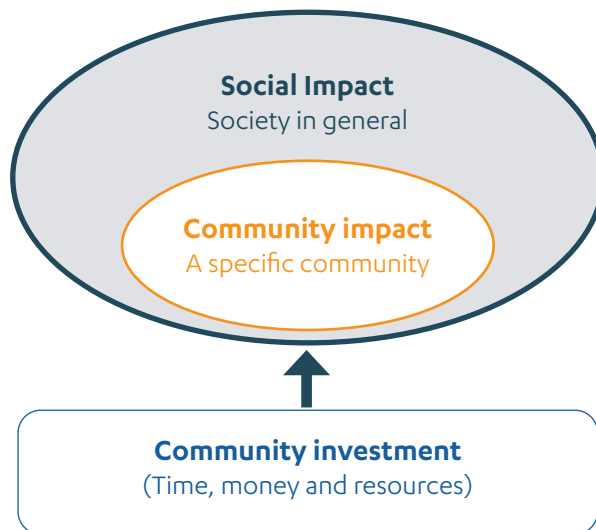 Social Impact
Society in general
Community impact
A specific community
Community investment
(Time, money and resources)